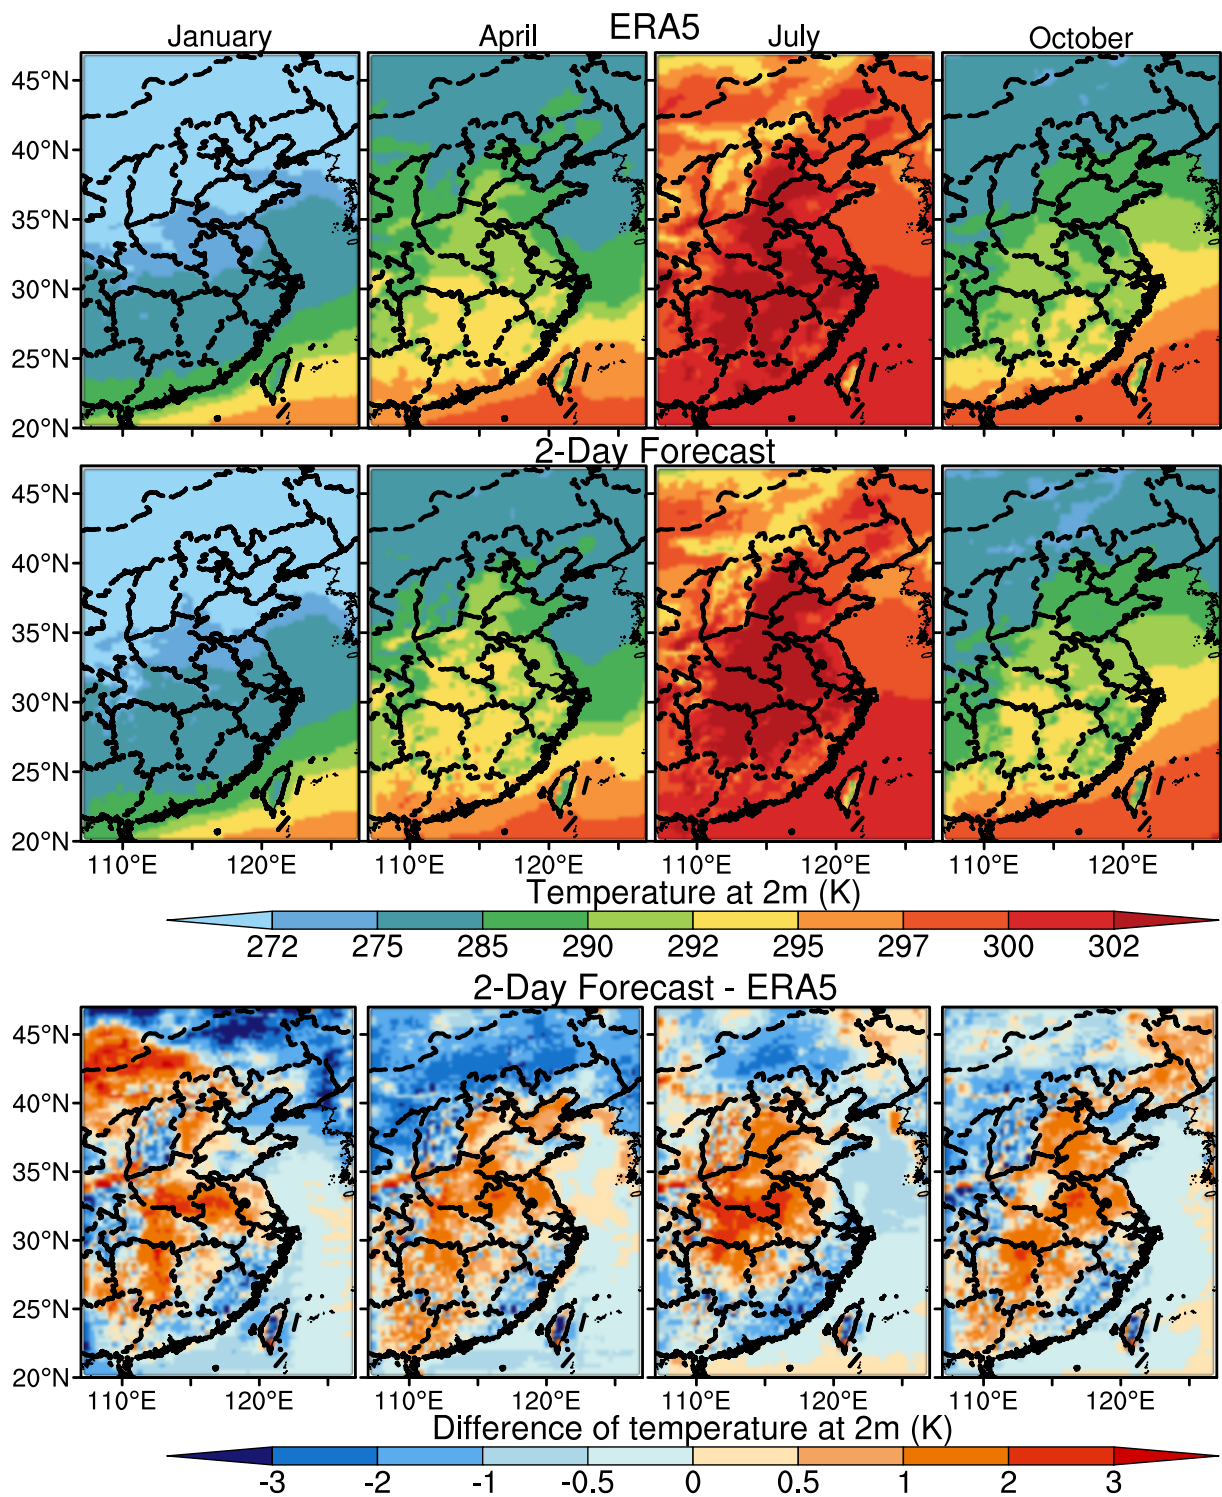 ERA5
January April July October
45°N
40°N
35°N
30°N
25°N
20°N
2-Day Forecast
45°N
40°N
35°N
30°N
25°N
20°N
110°E 120°E 110°E 120°E 110°E 120°E 110°E 120°E
Temperature at 2m (K)
272 275 285 290 292 295 297 300 302
2-Day Forecast - ERA5
45°N
40°N
35°N
30°N
25°N
20°N
110°E 120°E 110°E 120°E 110°E 120°E 110°E 120°E
Difference of temperature at 2m (K)
-3 -2 -1 -0.5 0 0.5 1 2 3